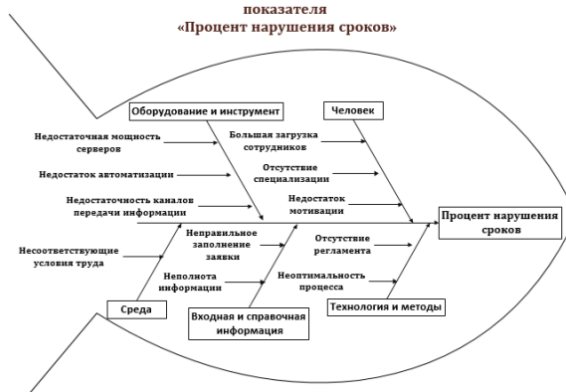 показателя
«Процент нарушения сроков»
Оборудование и инструмент
Человек
Недостаточная мощность
серверов
Большая загрузка
сотрудников
Недостаток автоматизации
Отсутствие
специализации
Недостаточность каналов
передачи информации
Недостаток
мотивации
Процент нарушения
сроков
Несоответствующие
условия труда
Неправильное
заполнение
заявки
Отсутствие
регламента
Неполнота
информации
Неоптимальность
процесса
Среда
Входная и справочная
информация
Технология и методы